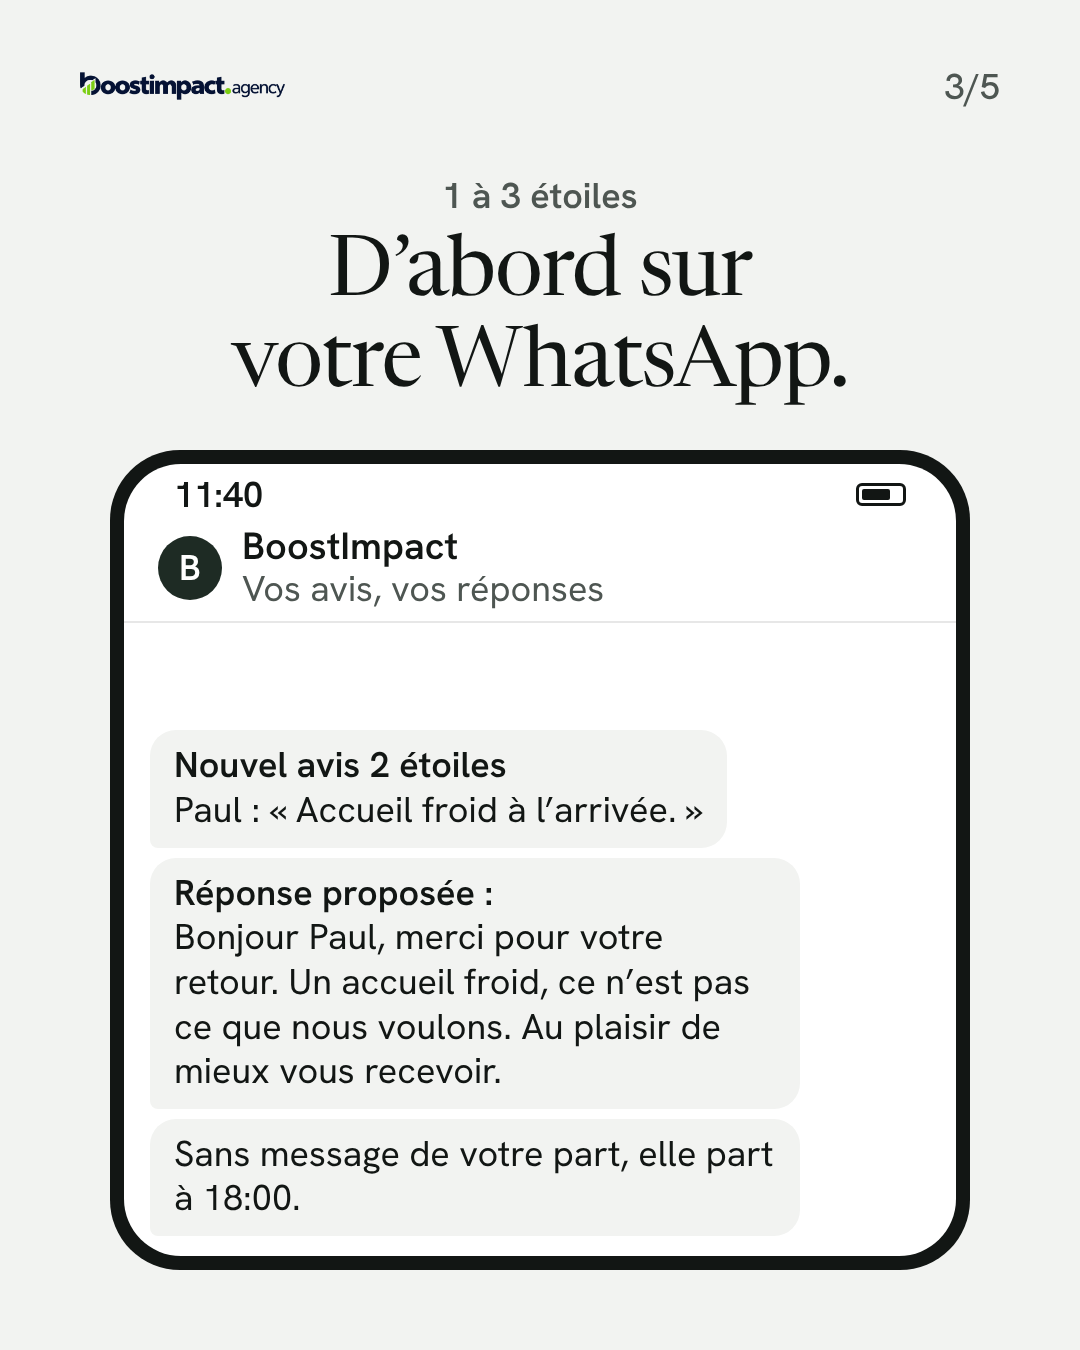 boostimpact.agency
3/5
1 à 3 étoiles
D’abord sur
votre WhatsApp.
11:40
B
BoostImpact
Vos avis, vos réponses
Nouvel avis 2 étoiles
Paul : « Accueil froid à l’arrivée. »
Réponse proposée :
Bonjour Paul, merci pour votre
retour. Un accueil froid, ce n’est pas
ce que nous voulons. Au plaisir de
mieux vous recevoir.
Sans message de votre part, elle part
à 18:00.